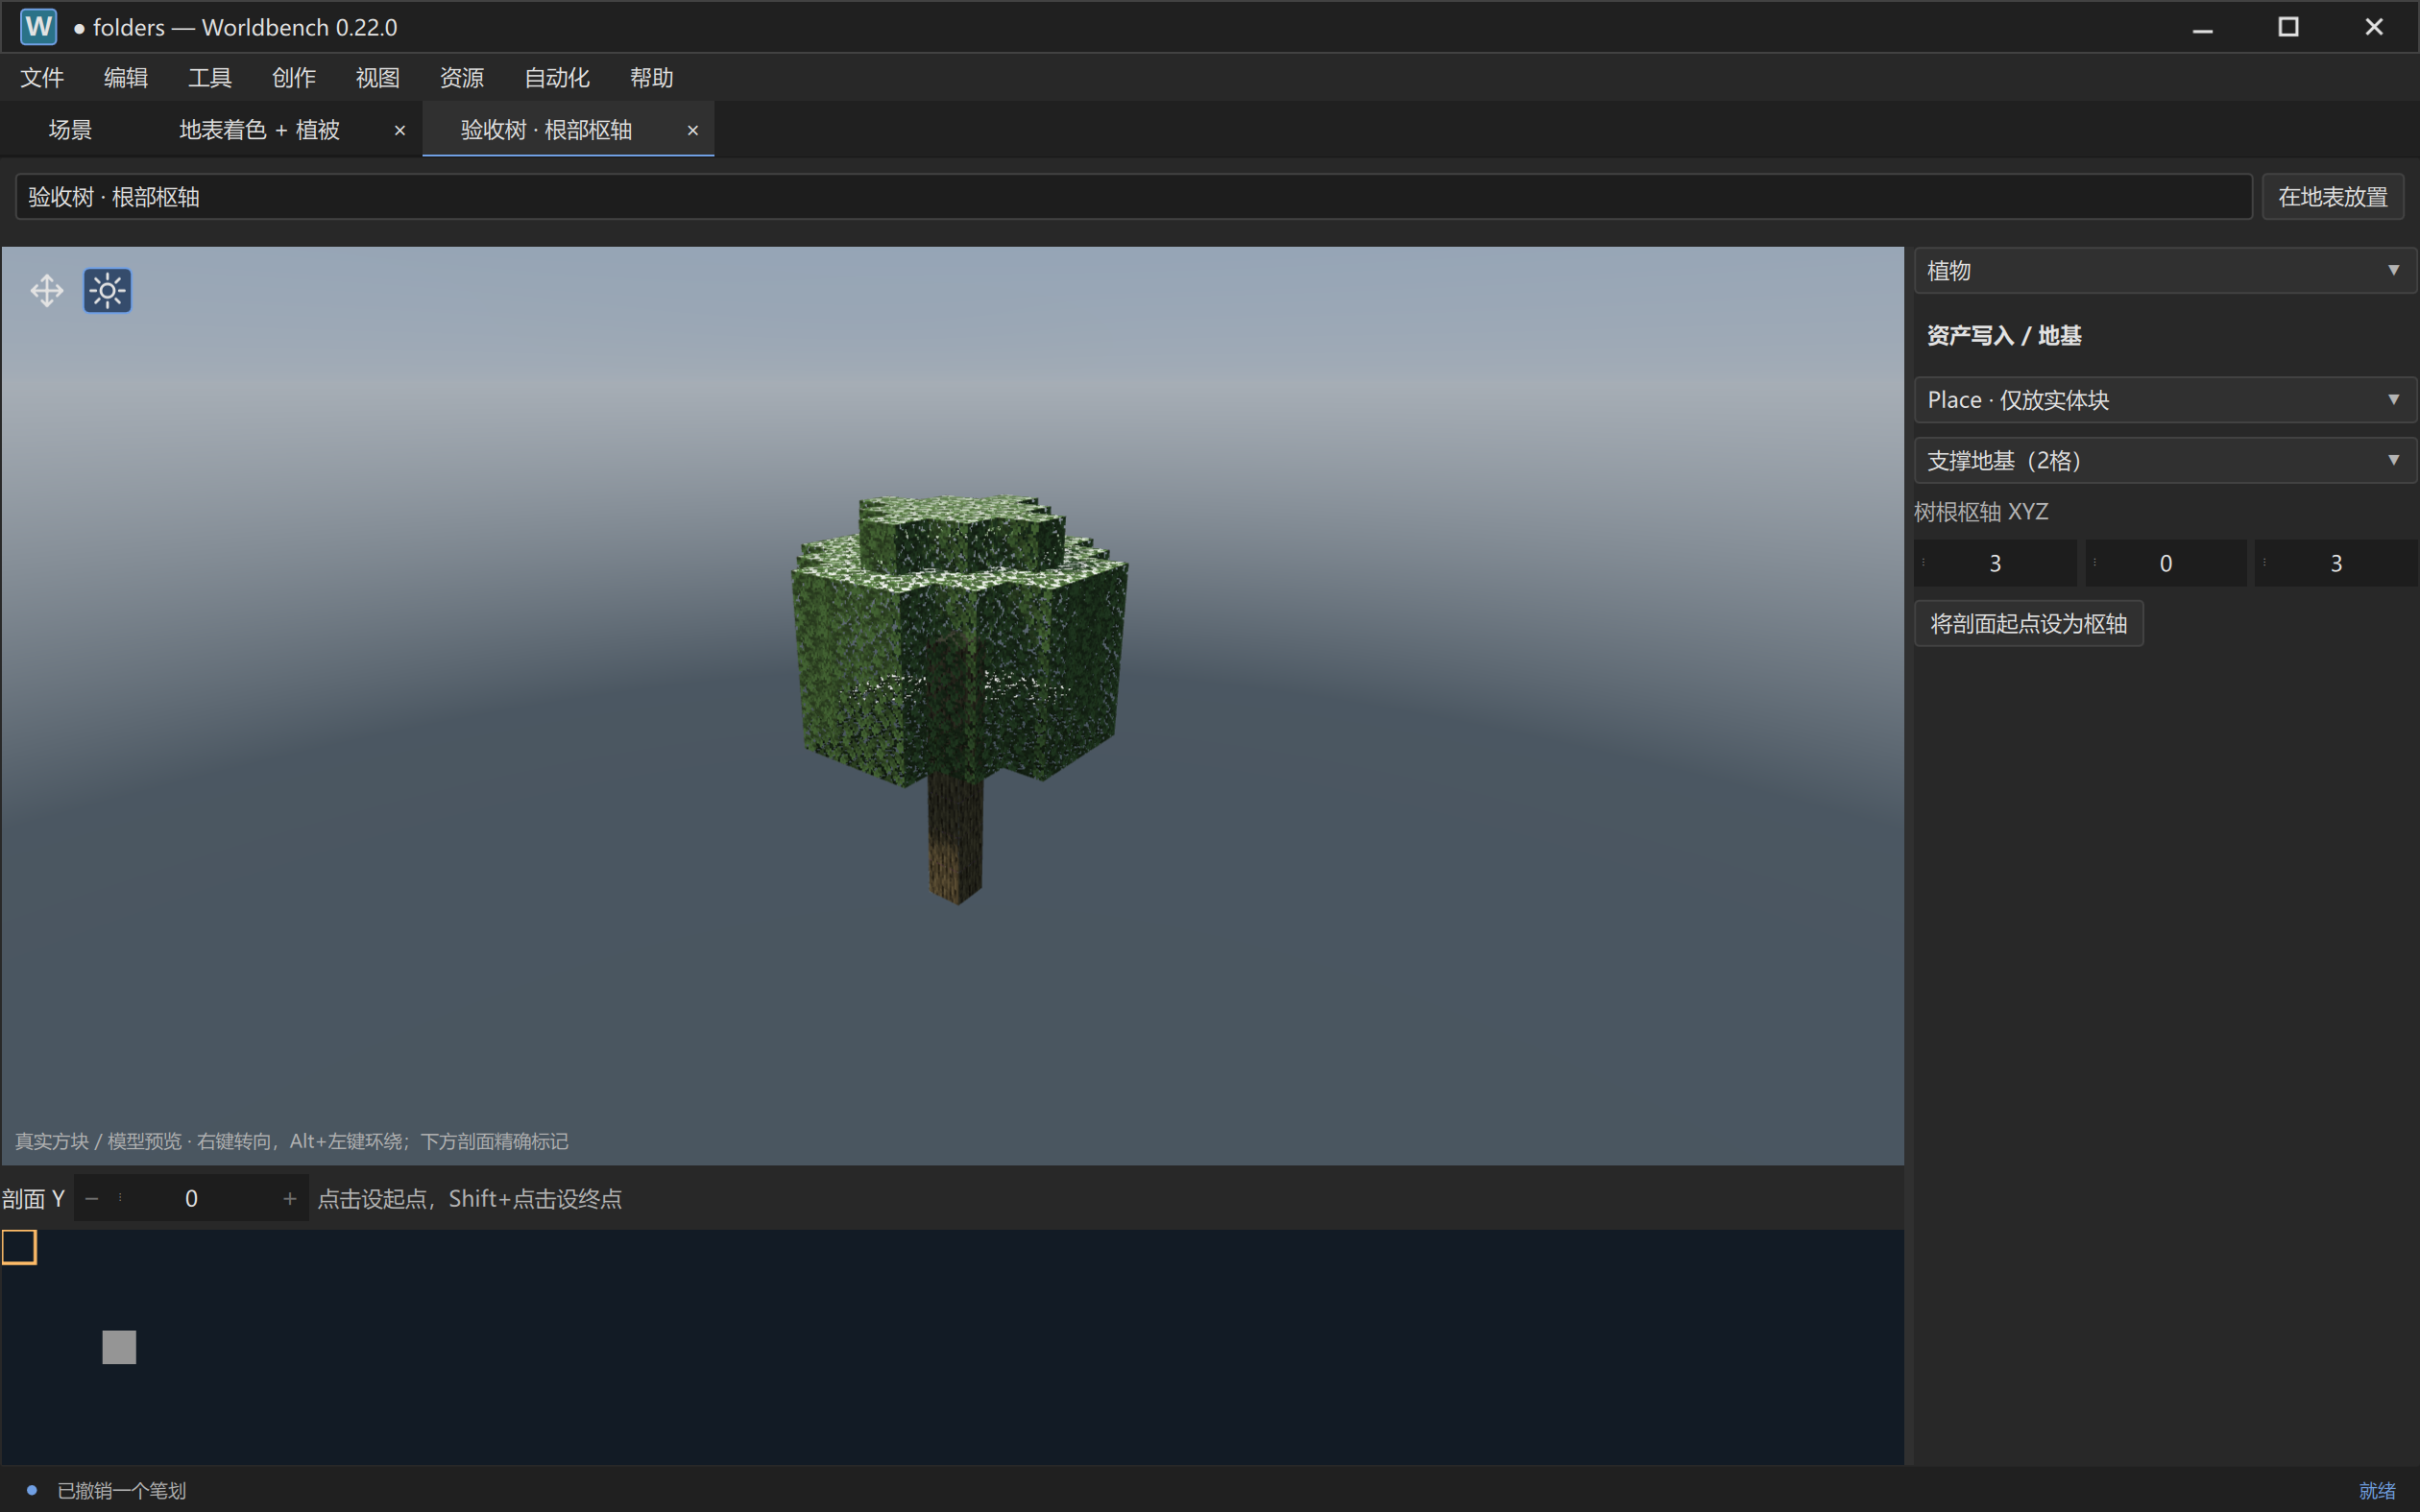 W ● folders — Worldbench 0.22.0
文件 编辑 工具 创作 视图 资源 自动化 帮助
场景 地表着色 + 植被 × 验收树 · 根部枢轴 ×
验收树 · 根部枢轴 在地表放置
植物
资产写入 / 地基
Place · 仅放实体块
支撑地基（2格）
树根枢轴 XYZ
3 0 3
将剖面起点设为枢轴
真实方块 / 模型预览 · 右键转向，Alt+左键环绕；下方剖面精确标记
剖面 Y − 0 + 点击设起点，Shift+点击设终点
已撤销一个笔划 就绪